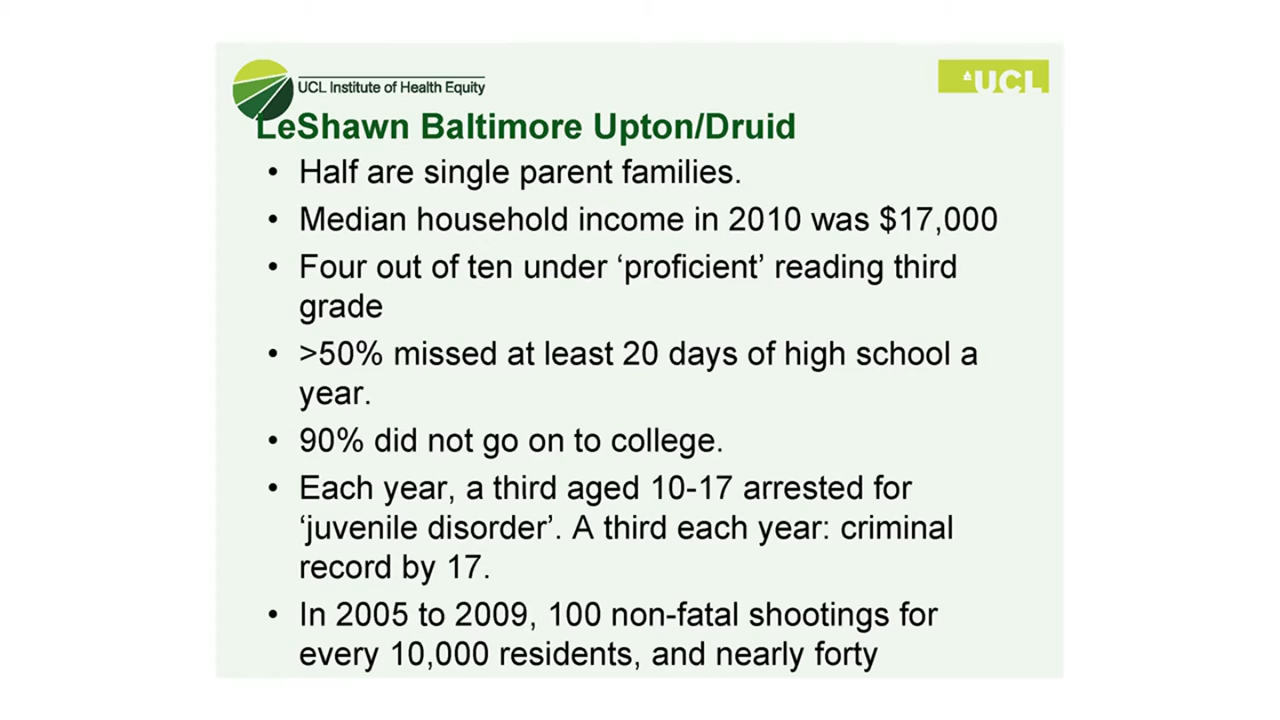 UCL Institute of Health Equity
UCL
LeShawn Baltimore Upton/Druid
• Half are single parent families.
• Median household income in 2010 was $17,000
• Four out of ten under ‘proficient’ reading third
grade
• >50% missed at least 20 days of high school a
year.
• 90% did not go on to college.
• Each year, a third aged 10-17 arrested for
‘juvenile disorder’. A third each year: criminal
record by 17.
• In 2005 to 2009, 100 non-fatal shootings for
every 10,000 residents, and nearly forty